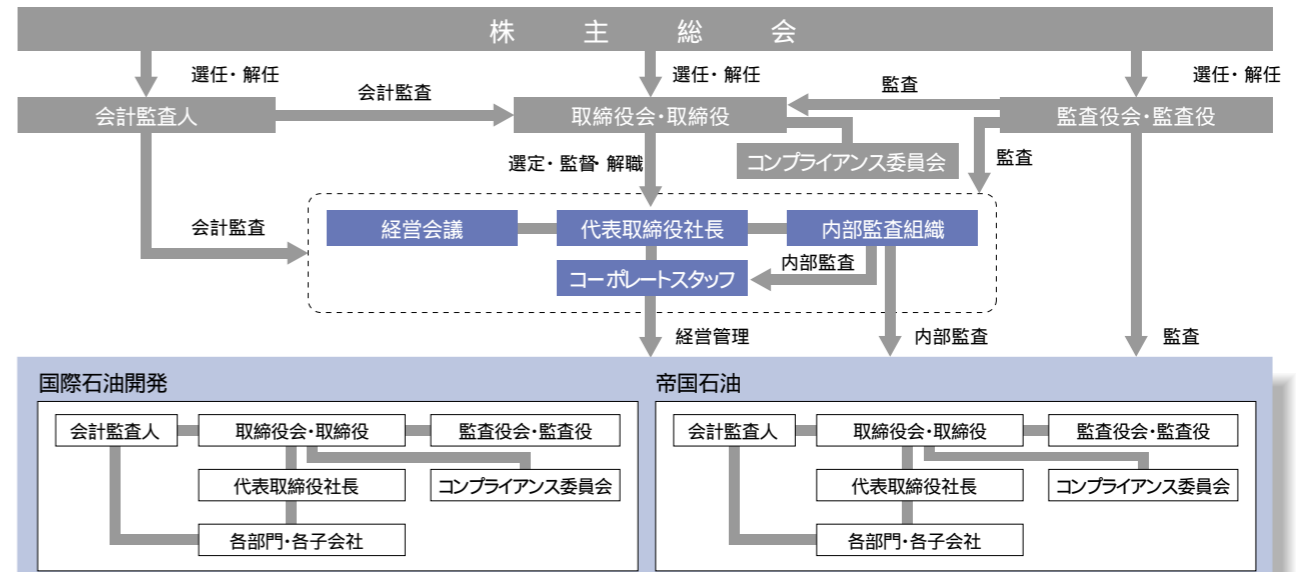 株主総会
選任・解任
選任・解任
選任・解任
会計監査
監査
会計監査人
取締役会・取締役
監査役会・監査役
選定・監督・解職
コンプライアンス委員会
監査
会計監査
経営会議
代表取締役社長
内部監査組織
内部監査
コーポレートスタッフ
経営管理
内部監査
監査
国際石油開発
会計監査人
取締役会・取締役
監査役会・監査役
代表取締役社長
コンプライアンス委員会
各部門・各子会社
帝国石油
会計監査人
取締役会・取締役
監査役会・監査役
代表取締役社長
コンプライアンス委員会
各部門・各子会社